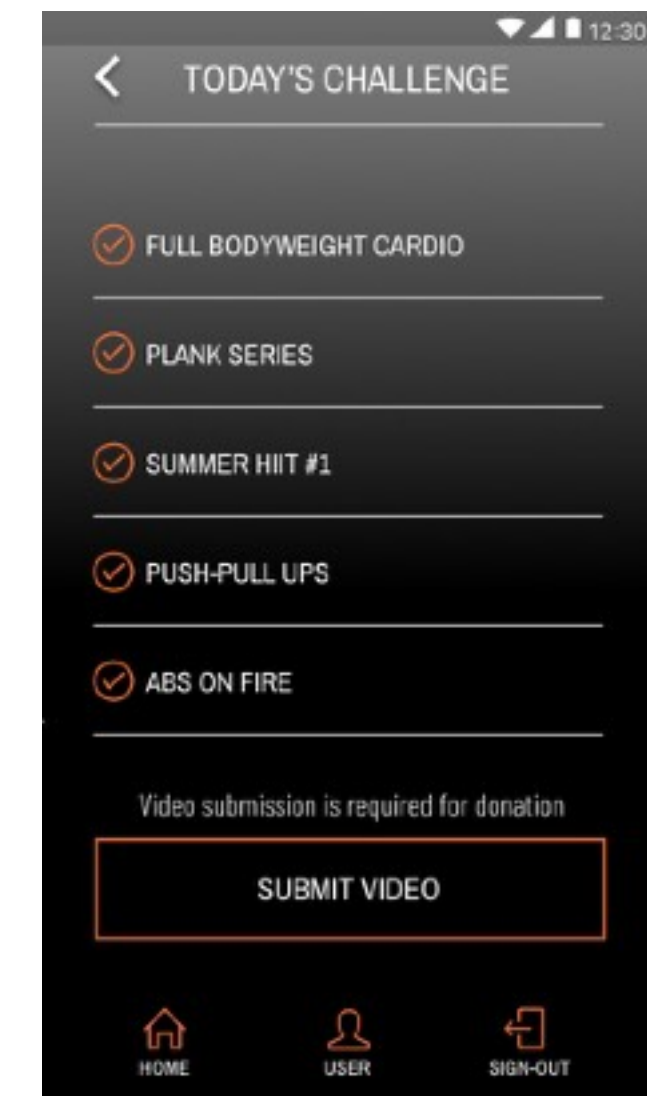 12:30
TODAY'S CHALLENGE
FULL BODYWEIGHT CARDIO
PLANK SERIES
SUMMER HIIT #1
PUSH-PULL UPS
ABS ON FIRE
Video submission is required for donation
SUBMIT VIDEO
HOME USER SIGN-OUT